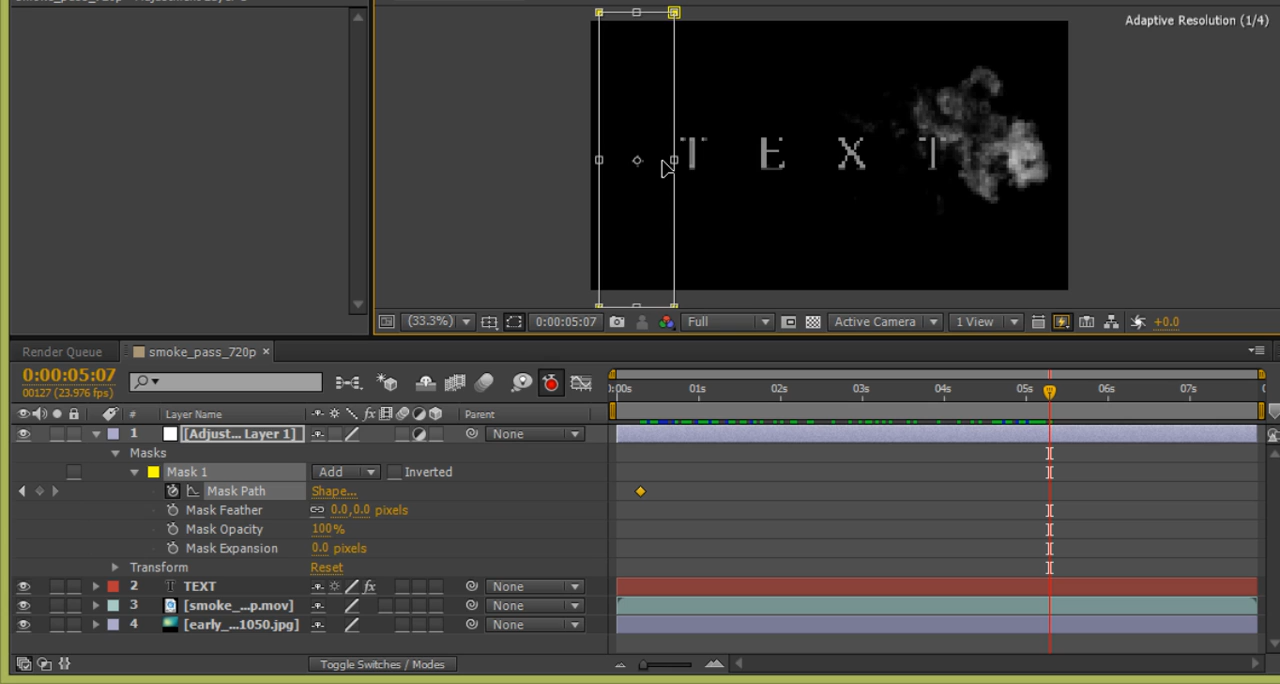 Adaptive Resolution (1/4)
T E X T
(33.3%) 0:00:05:07 Full Active Camera 1 View +0.0
Render Queue smoke_pass_720p ×
0:00:05:07
00127 (23.976 fps)
:00s 01s 02s 03s 04s 05s 06s 07s
# Layer Name fx Parent
1 [Adjust... Layer 1] None
Masks
Mask 1 Add Inverted
Mask Path Shape...
Mask Feather 0.0,0.0 pixels
Mask Opacity 100%
Mask Expansion 0.0 pixels
Transform Reset
2 T TEXT fx None
3 [smoke_...p.mov] None
4 [early_...1050.jpg] None
Toggle Switches / Modes